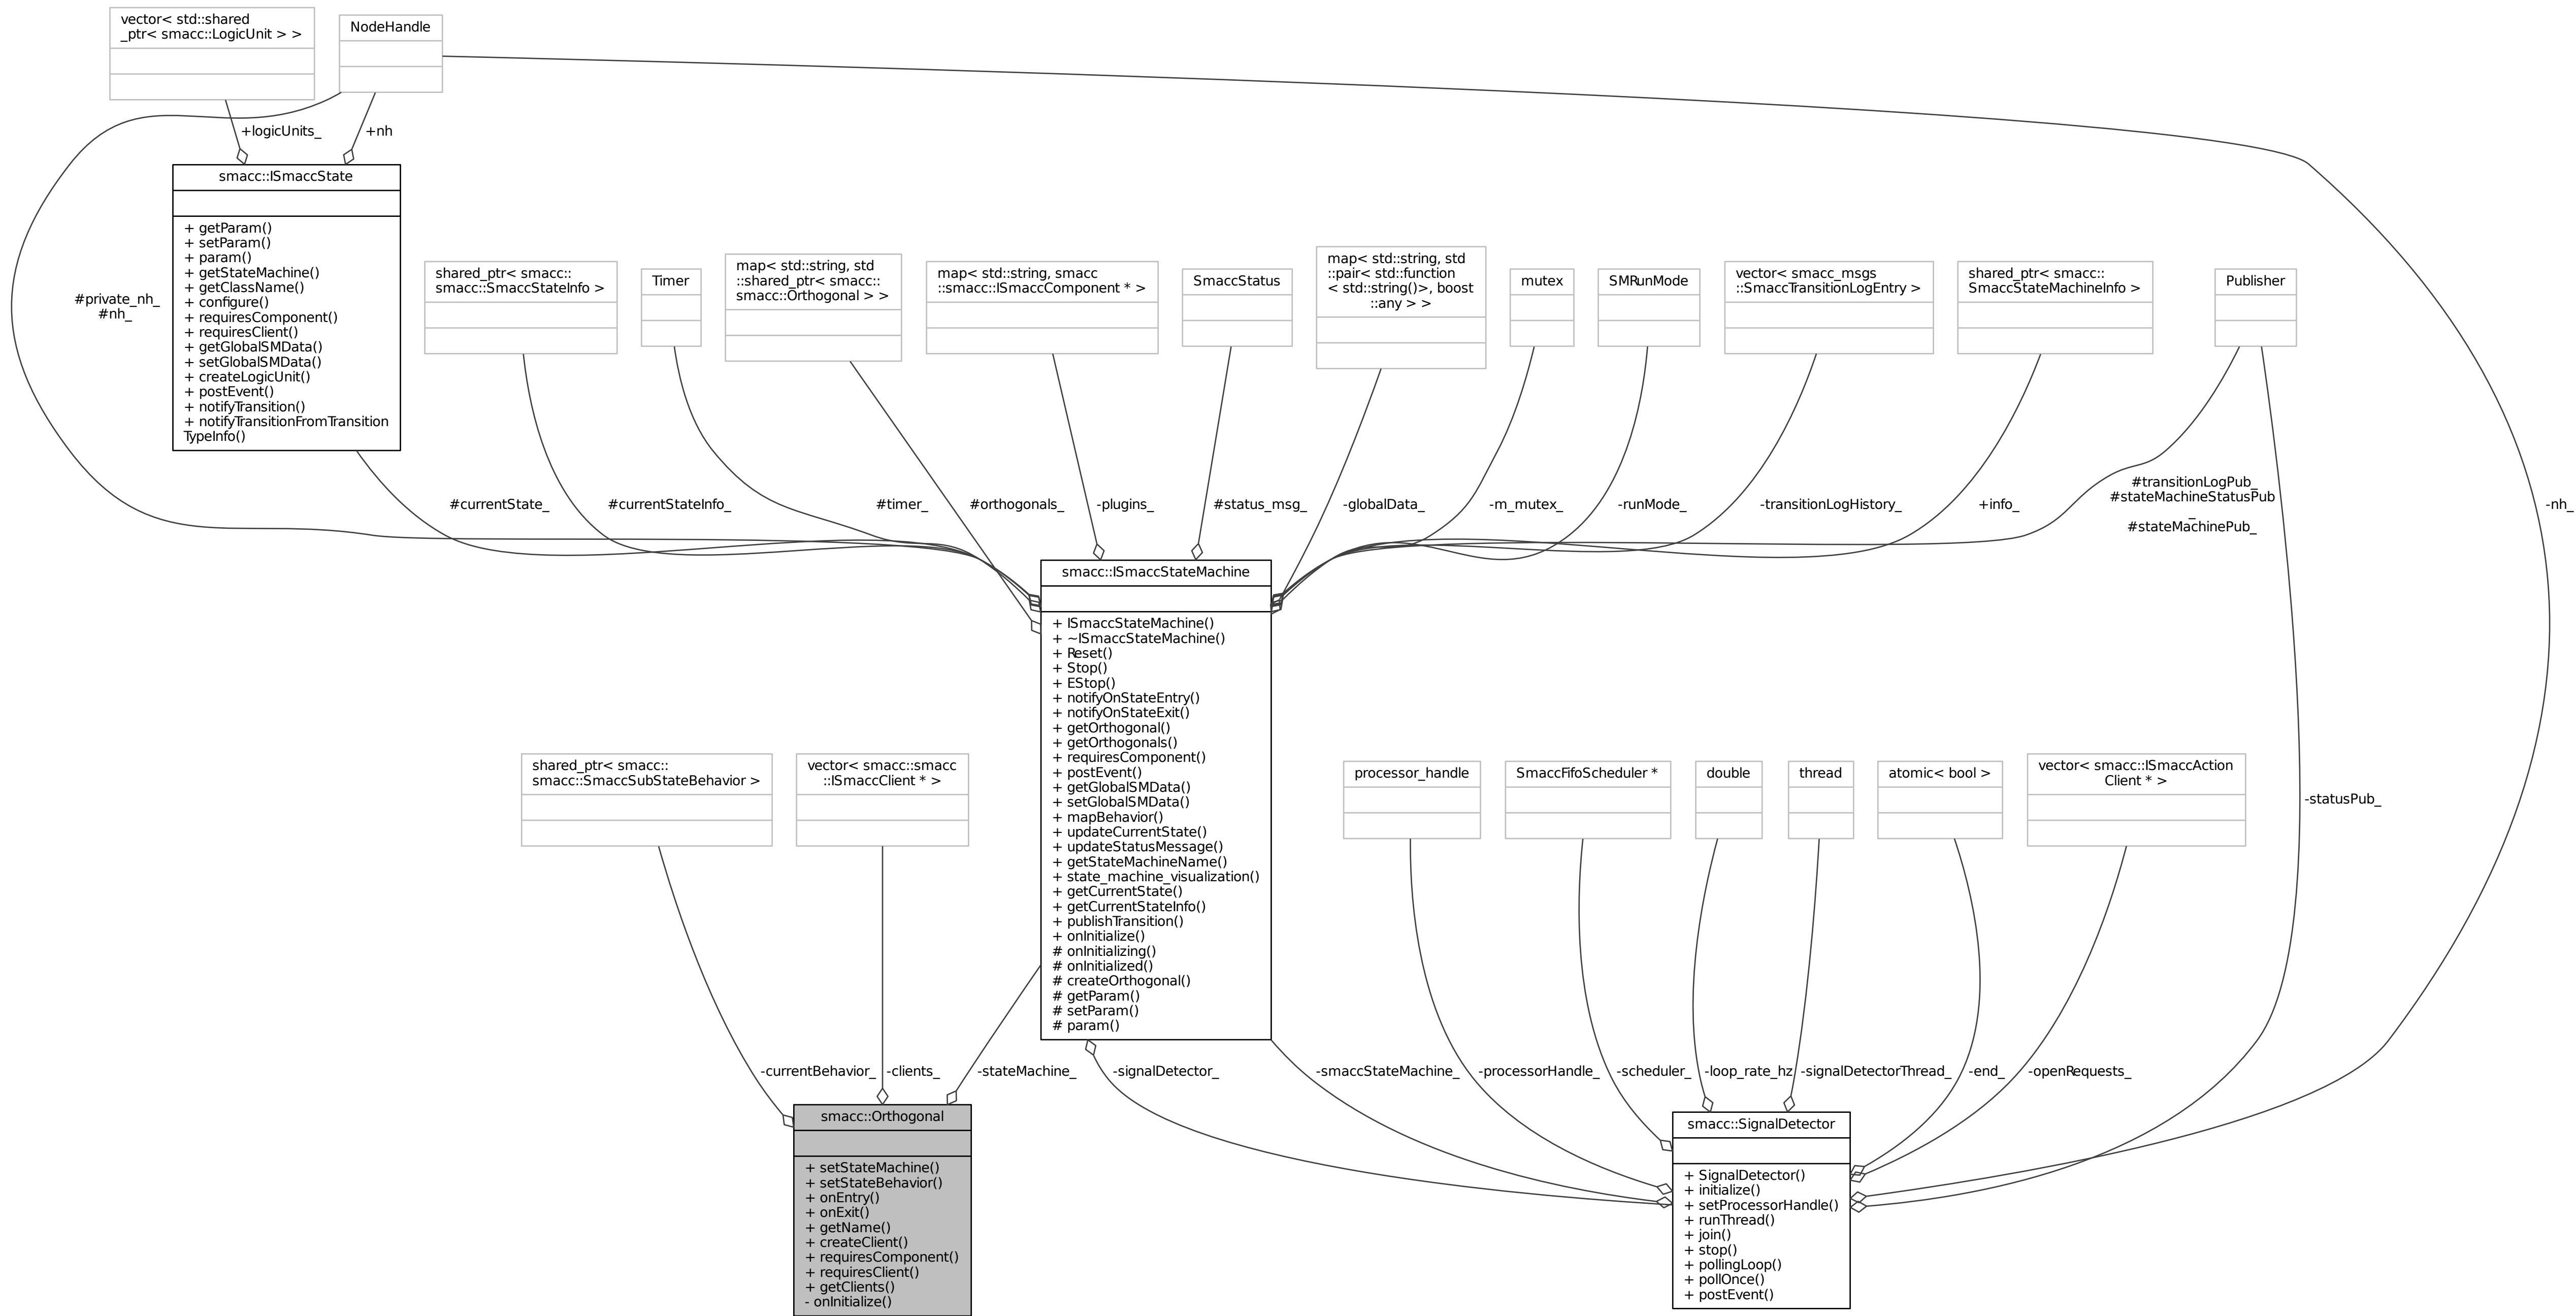 vector< std::shared
_ptr< smacc::LogicUnit > >
NodeHandle
+logicUnits_
+nh
smacc::ISmaccState
+ getParam()
+ setParam()
+ param()
+ getStateMachine()
+ getClassName()
+ configure()
+ requiresComponent()
+ requiresClient()
+ getGlobalSMData()
+ setGlobalSMData()
+ createLogicUnit()
+ postEvent()
+ notifyTransition()
+ notifyTransitionFromTransition
TypeInfo()
#private_nh_
#nh_
shared_ptr< smacc::
smacc::SmaccStateInfo >
Timer
map< std::string, std
::shared_ptr< smacc::
smacc::Orthogonal > >
map< std::string, smacc
::smacc::ISmaccComponent * >
SmaccStatus
map< std::string, std
::pair< std::function
< std::string()>, boost
::any > >
mutex
SMRunMode
vector< smacc_msgs
::SmaccTransitionLogEntry >
shared_ptr< smacc::
SmaccStateMachineInfo >
Publisher
#currentState_
#currentStateInfo_
#timer_
#orthogonals_
-plugins_
#status_msg_
-globalData_
-m_mutex_
-runMode_
-transitionLogHistory_
+info_
#transitionLogPub_
#stateMachineStatusPub
_
#stateMachinePub_
-nh_
smacc::ISmaccStateMachine
+ ISmaccStateMachine()
+ ~ISmaccStateMachine()
+ Reset()
+ Stop()
+ EStop()
+ notifyOnStateEntry()
+ notifyOnStateExit()
+ getOrthogonal()
+ getOrthogonals()
+ requiresComponent()
+ postEvent()
+ getGlobalSMData()
+ setGlobalSMData()
+ mapBehavior()
+ updateCurrentState()
+ updateStatusMessage()
+ getStateMachineName()
+ state_machine_visualization()
+ getCurrentState()
+ getCurrentStateInfo()
+ publishTransition()
+ onInitialize()
# onInitializing()
# onInitialized()
# createOrthogonal()
# getParam()
# setParam()
# param()
shared_ptr< smacc::
smacc::SmaccSubStateBehavior >
vector< smacc::smacc
::ISmaccClient * >
processor_handle
SmaccFifoScheduler *
double
thread
atomic< bool >
vector< smacc::ISmaccAction
Client * >
-statusPub_
-currentBehavior_
-clients_
-stateMachine_
-signalDetector_
-smaccStateMachine_
-processorHandle_
-scheduler_
-loop_rate_hz
-signalDetectorThread_
-end_
-openRequests_
smacc::Orthogonal
+ setStateMachine()
+ setStateBehavior()
+ onEntry()
+ onExit()
+ getName()
+ createClient()
+ requiresComponent()
+ requiresClient()
+ getClients()
- onInitialize()
smacc::SignalDetector
+ SignalDetector()
+ initialize()
+ setProcessorHandle()
+ runThread()
+ join()
+ stop()
+ pollingLoop()
+ pollOnce()
+ postEvent()